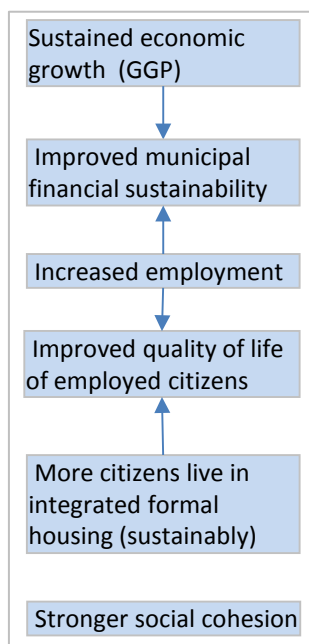 Sustained economic
growth (GGP)
Improved municipal
financial sustainability
Increased employment
Improved quality of life
of employed citizens
More citizens live in
integrated formal
housing (sustainably)
Stronger social cohesion